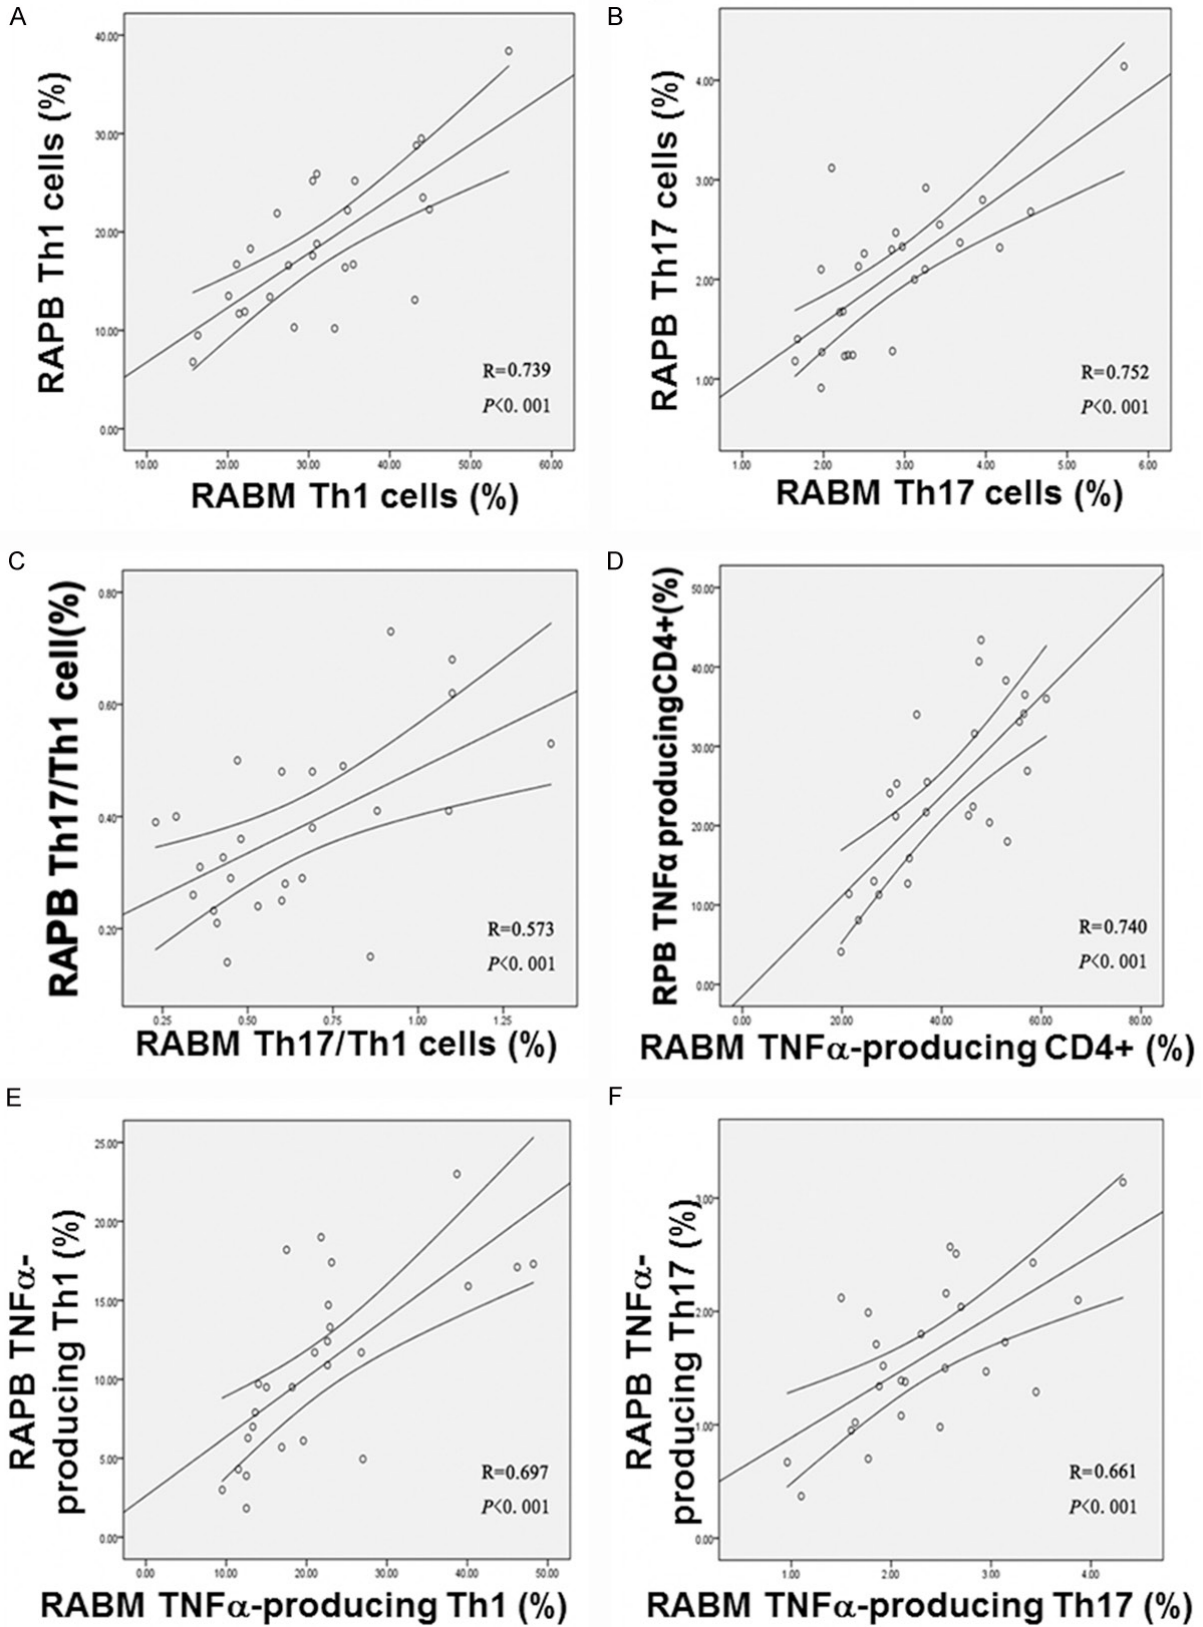 A
RAPB Th1 cells (%)
40.00
30.00
20.00
10.00
0.00
R=0.739
P<0. 001
10.00 20.00 30.00 40.00 50.00 60.00
RABM Th1 cells (%)
B
RAPB Th17 cells (%)
4.00
3.00
2.00
1.00
R=0.752
P<0. 001
1.00 2.00 3.00 4.00 5.00 6.00
RABM Th17 cells (%)
C
RAPB Th17/Th1 cell(%)
0.80
0.60
0.40
0.20
R=0.573
P<0. 001
0.25 0.50 0.75 1.00 1.25
RABM Th17/Th1 cells (%)
D
RPB TNFα producingCD4+(%)
50.00
40.00
30.00
20.00
10.00
0.00
R=0.740
P<0. 001
0.00 20.00 40.00 60.00 80.00
RABM TNFα-producing CD4+ (%)
E
RAPB TNFα-
producing Th1 (%)
25.00
20.00
15.00
10.00
5.00
0.00
R=0.697
P<0. 001
0.00 10.00 20.00 30.00 40.00 50.00
RABM TNFα-producing Th1 (%)
F
RAPB TNFα-
producing Th17 (%)
3.00
2.00
1.00
0.00
R=0.661
P<0. 001
1.00 2.00 3.00 4.00
RABM TNFα-producing Th17 (%)